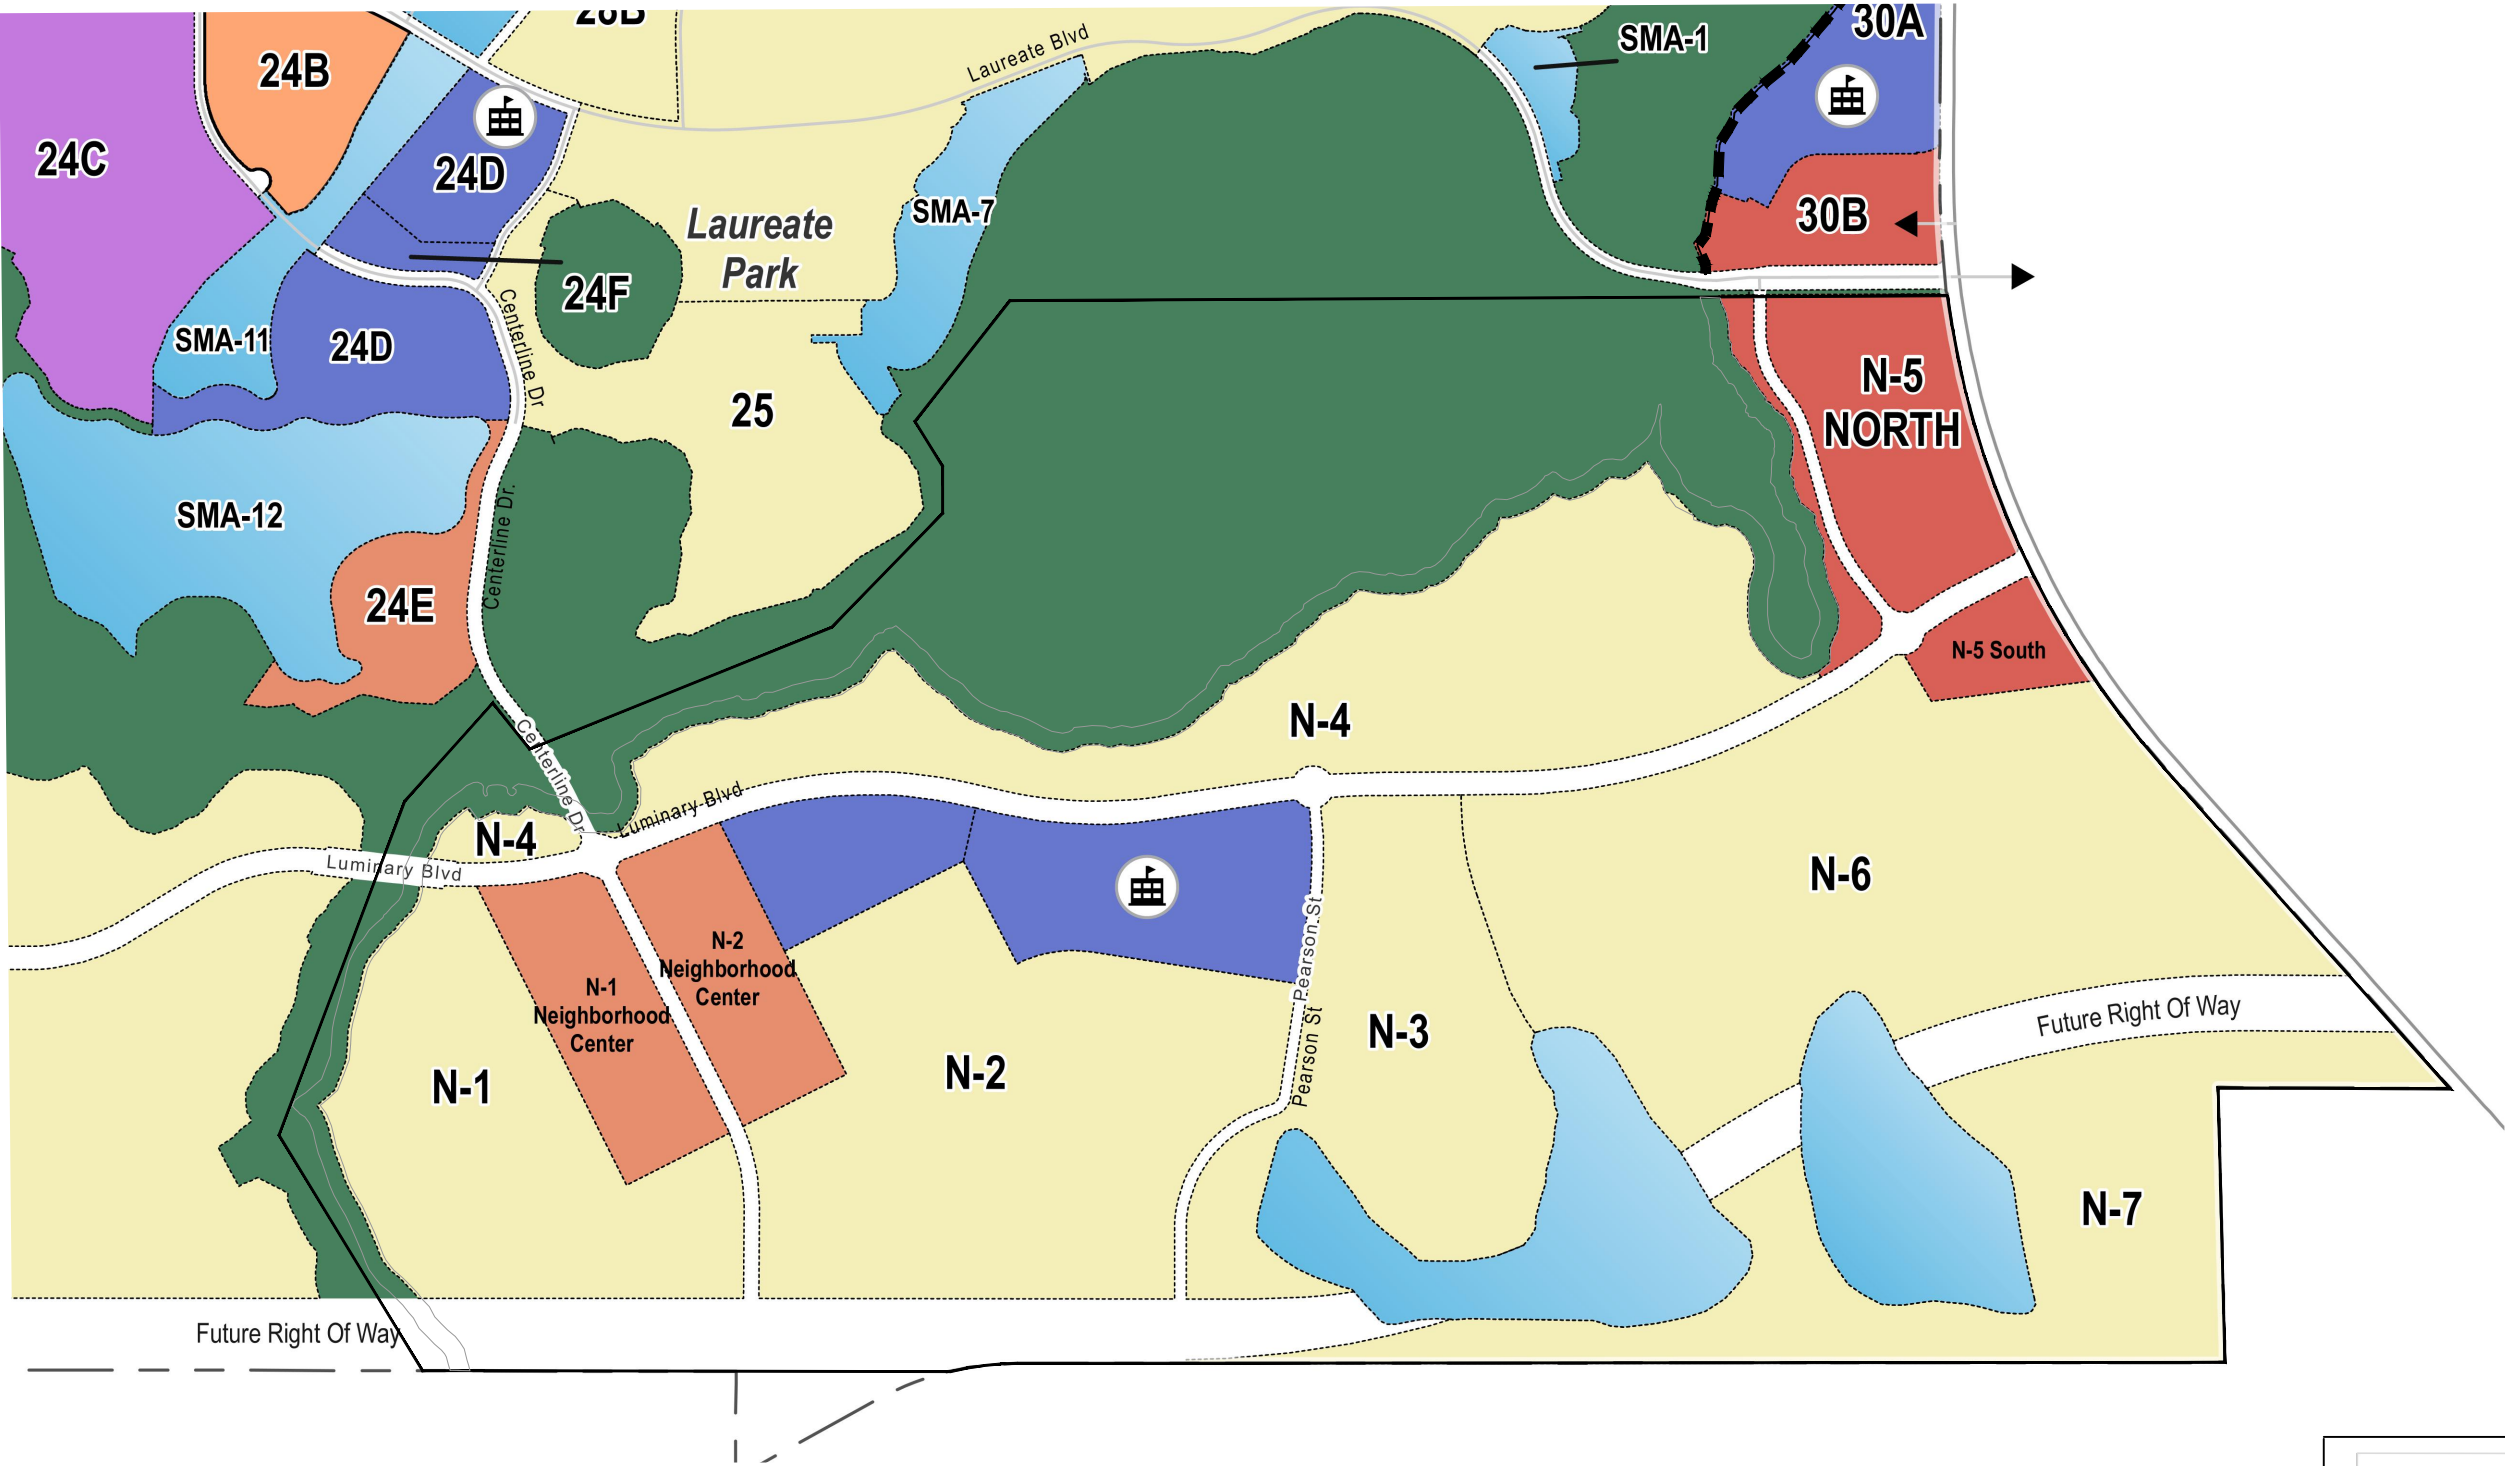 28B
30A
SMA-1
Laureate Blvd
24B
24C
24D
SMA-7
30B
Laureate
Park
24F
SMA-11
24D
Centerline Dr
25
N-5
NORTH
SMA-12
Centerline Dr.
24E
N-5 South
N-4
Centerline Dr
Luminary Blvd
N-4
Luminary Blvd
N-6
N-2
Neighborhood
Center
Pearson St
N-1
Neighborhood
Center
N-3
Future Right Of Way
Pearson St
N-1
N-2
N-7
Future Right Of Way